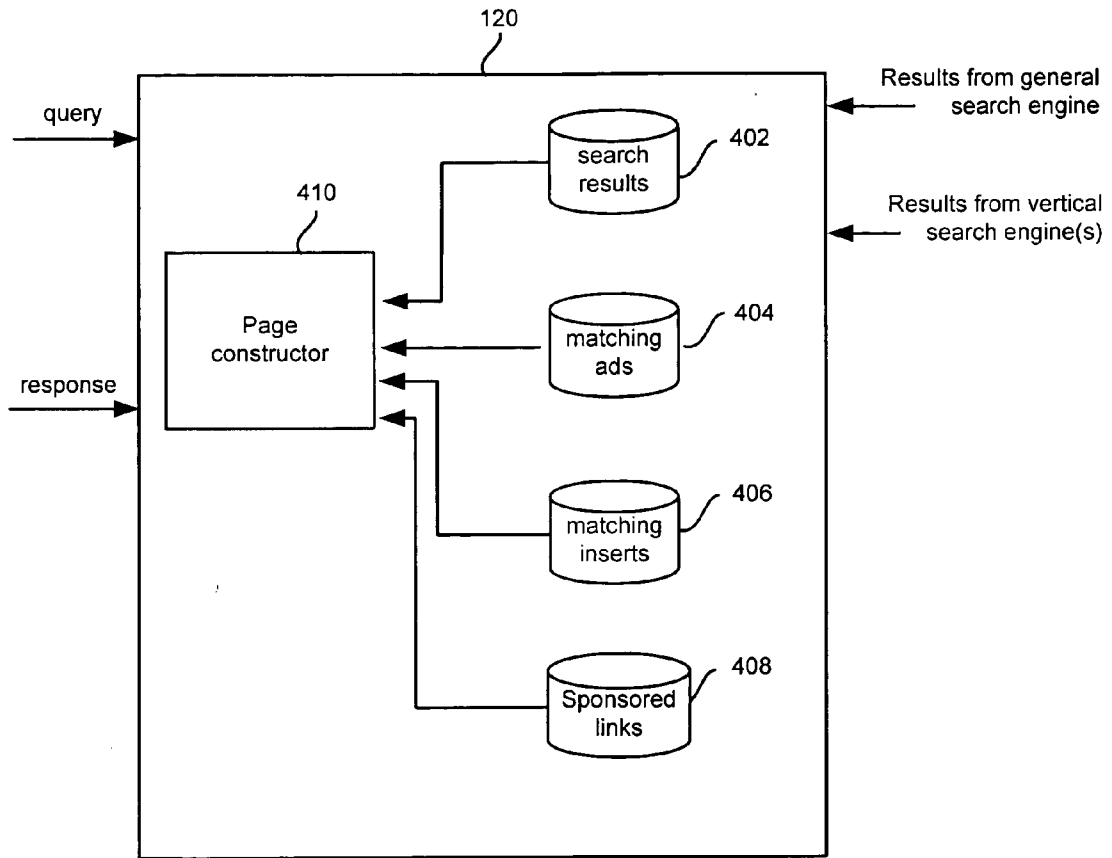 120
query
Results from general
search engine
search
results
402
410
Results from vertical
search engine(s)
Page
constructor
matching
ads
404
response
matching
inserts
406
Sponsored
links
408